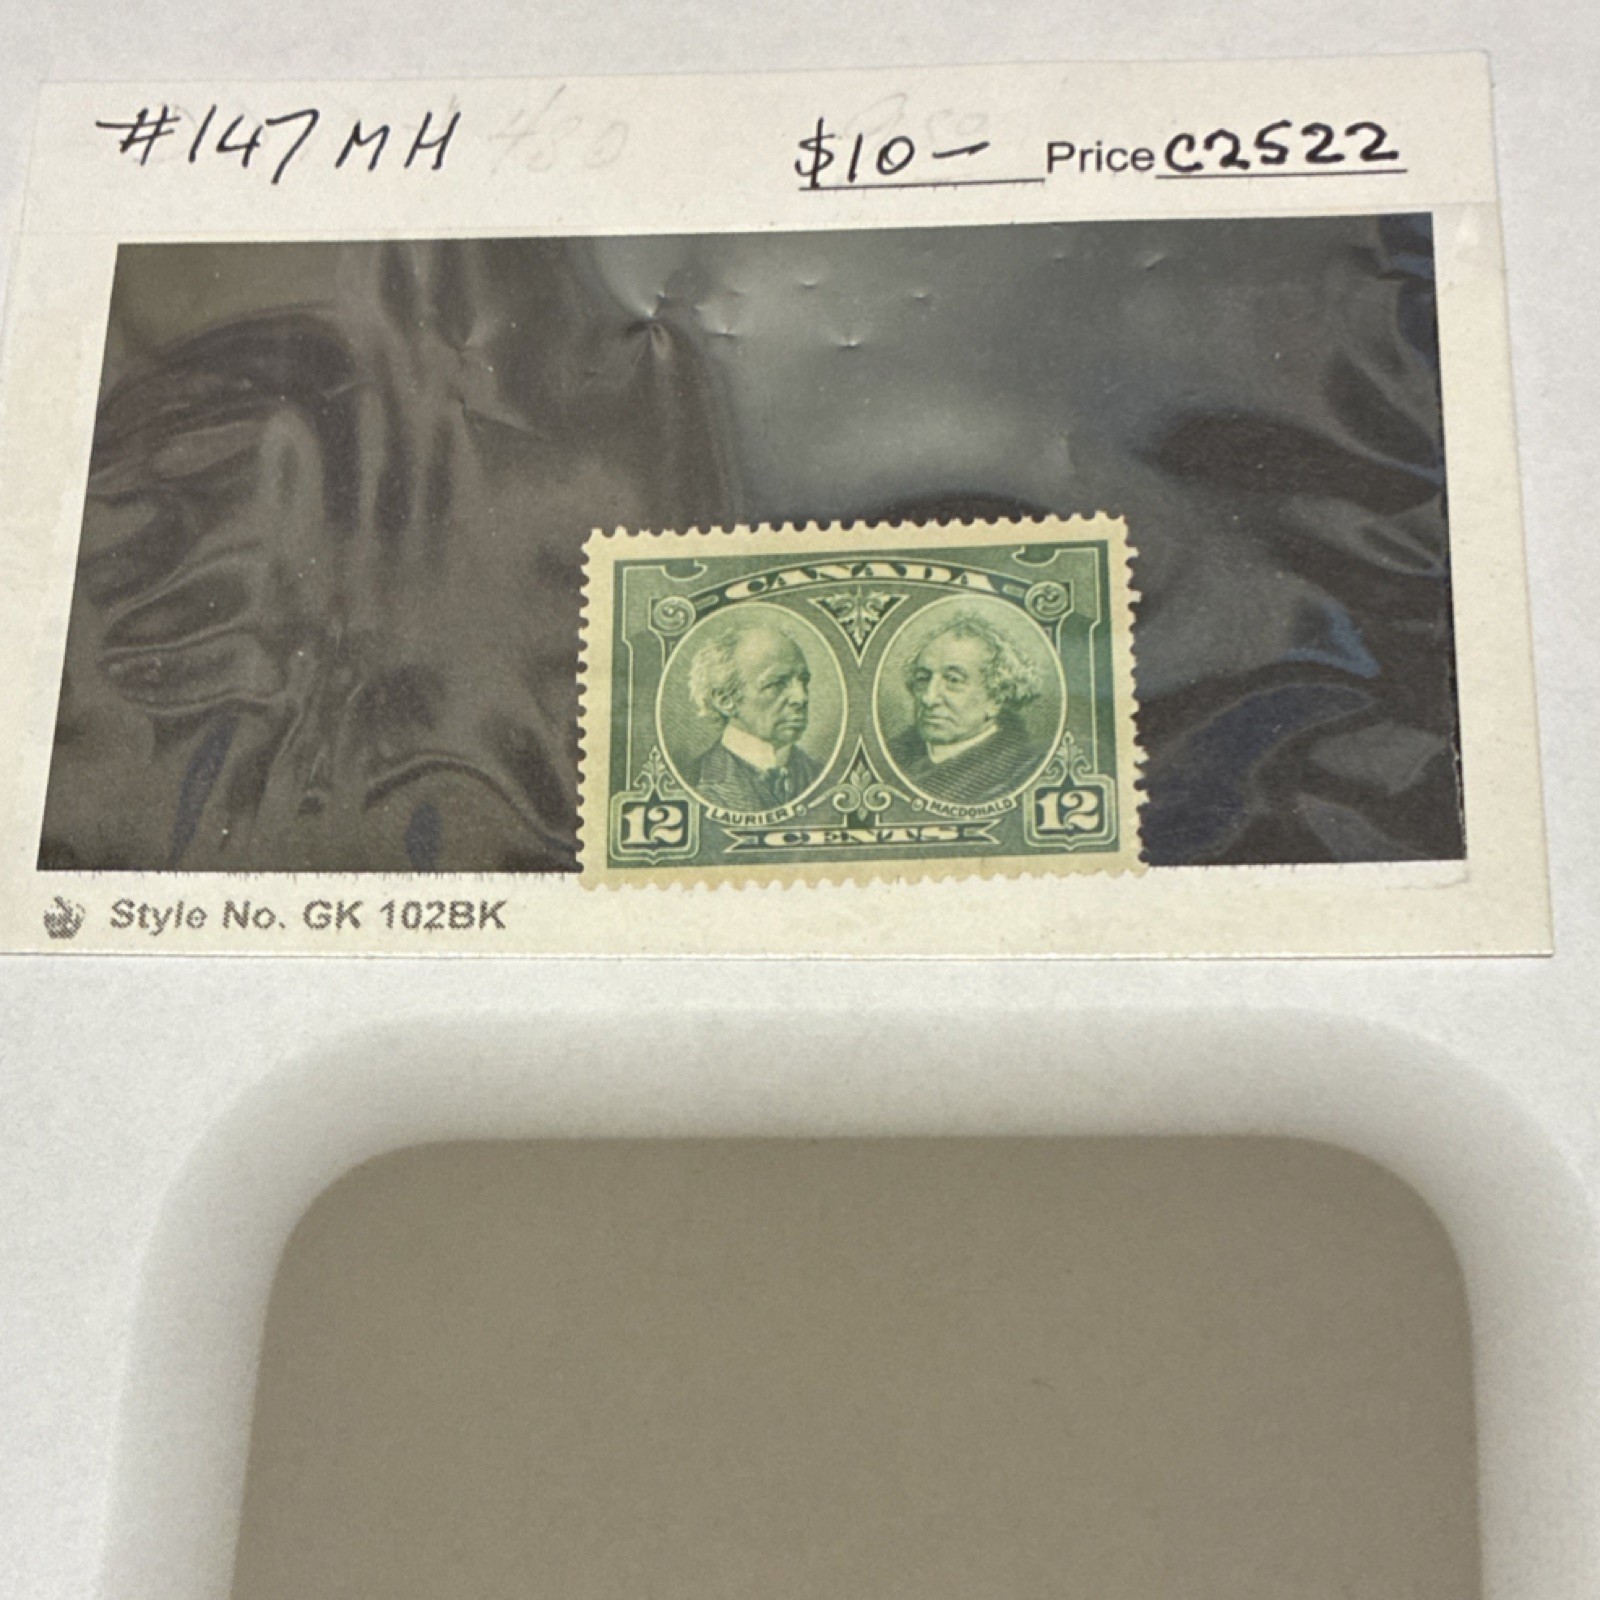 #147 MH $10- Price C2522
CANADA
LAURIER MACDONALD
12 CENTS 12
Style No. GK 102BK